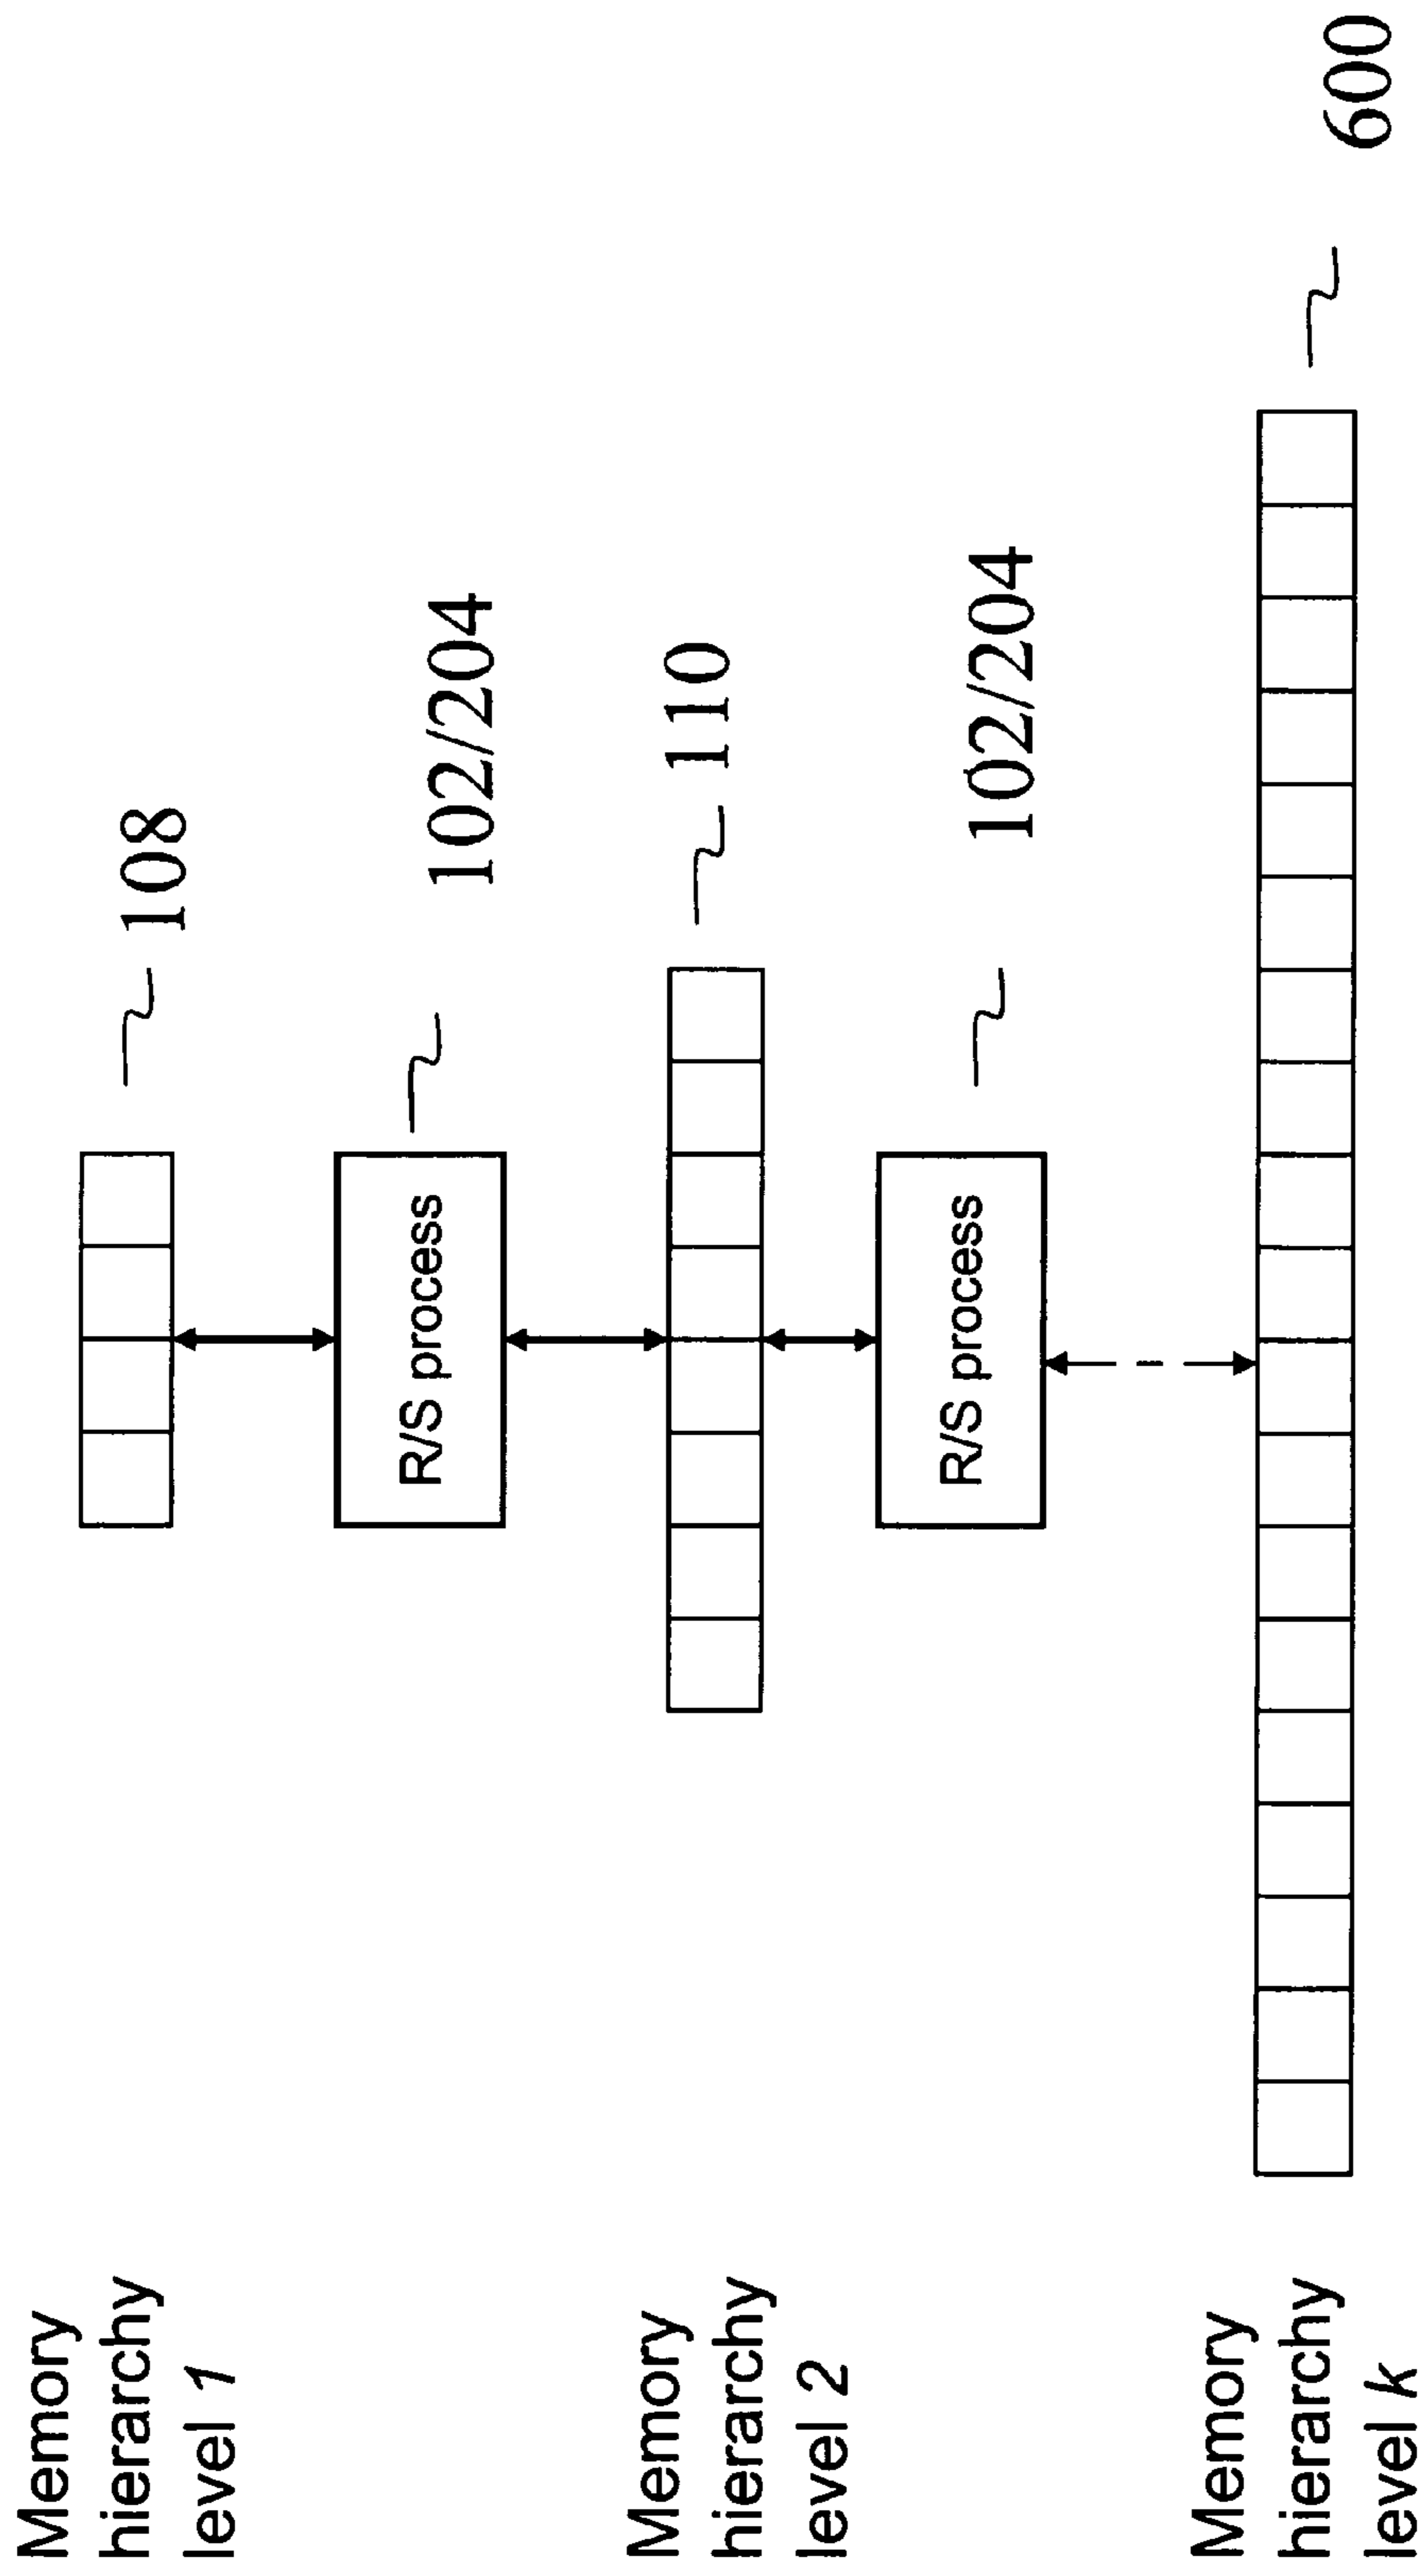 Memory
hierarchy
level 1
108
R/S process
102/204
Memory
hierarchy
level 2
110
R/S process
102/204
Memory
hierarchy
level k
600